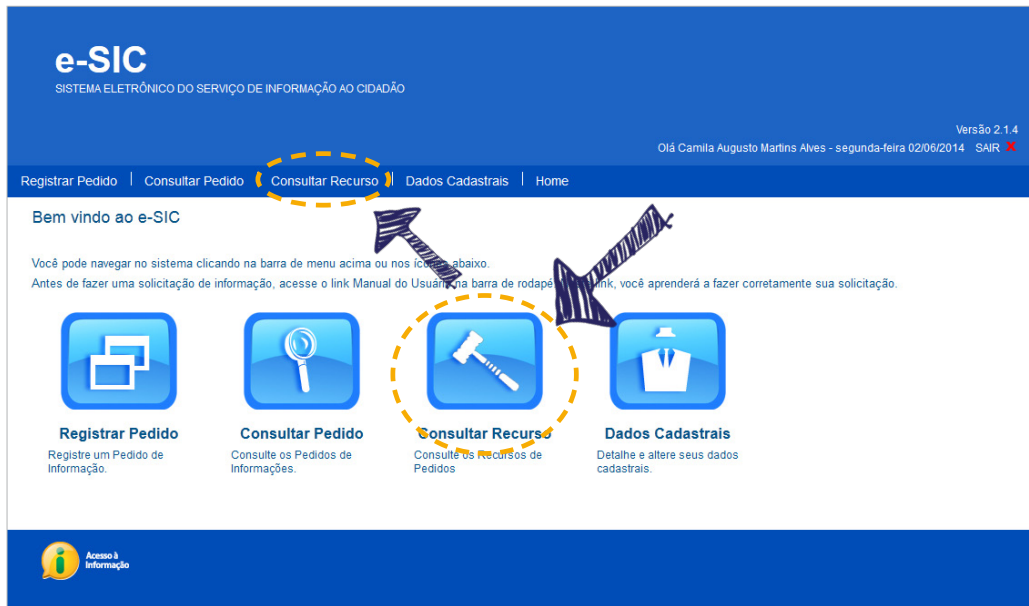 e-SIC
SISTEMA ELETRÔNICO DO SERVIÇO DE INFORMAÇÃO AO CIDADÃO
Versão 2.1.4
Olá Camila Augusto Martins Alves - segunda-feira 02/06/2014 SAIR
Registrar Pedido | Consultar Pedido Consultar Recurso | Dados Cadastrais | Home
Bem vindo ao e-SIC
Você pode navegar no sistema clicando na barra de menu acima ou nos ícones abaixo.
Antes de fazer uma solicitação de informação, acesse o link Manual do Usuário na barra de rodapé. link, você aprenderá a fazer corretamente sua solicitação.
Registrar Pedido
Registre um Pedido de
Informação.
Consultar Pedido
Consulte os Pedidos de
Informações.
Consultar Recurso
Consulte os Recursos de
Pedidos
Dados Cadastrais
Detalhe e altere seus dados
cadastrais.
Acesso à
Informação